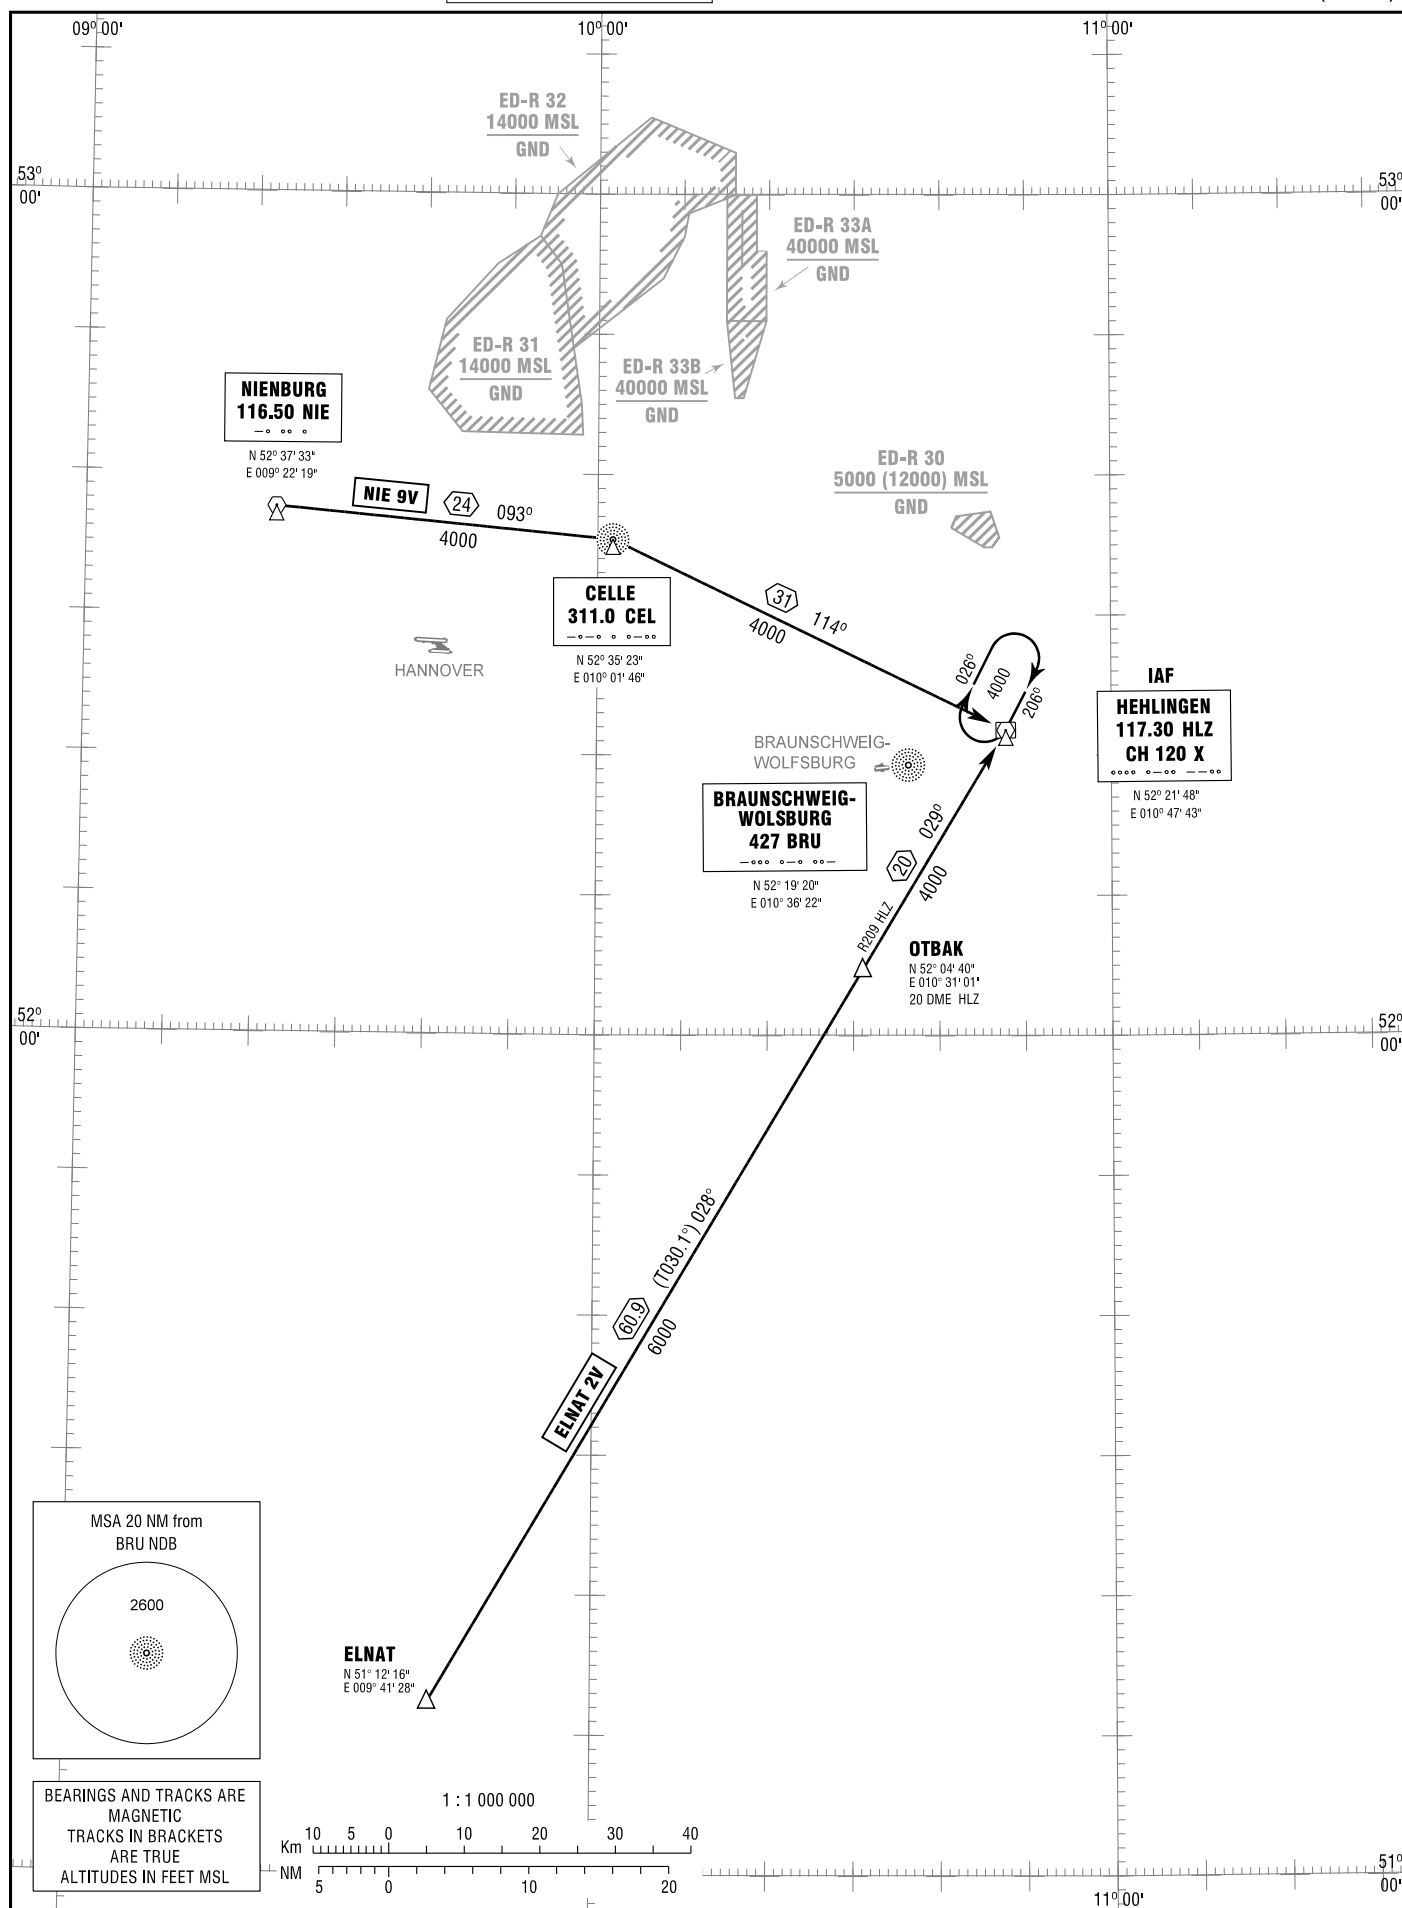 09° 00'
10° 00'
11° 00'
ED-R 32
14000 MSL
GND
53°
00'
53°
00'
ED-R 33A
40000 MSL
GND
ED-R 31
14000 MSL
GND
ED-R 33B
40000 MSL
GND
NIENBURG
116.50 NIE
N 52° 37' 33"
E 009° 22' 19"
ED-R 30
5000 (12000) MSL
GND
NIE 9V
24
093°
4000
CELLE
311.0 CEL
N 52° 35' 23"
E 010° 01' 46"
31
114°
4000
HANNOVER
026°
4000
206°
IAF
HEHLINGEN
117.30 HLZ
CH 120 X
N 52° 21' 48"
E 010° 47' 43"
BRAUNSCHWEIG-
WOLFSBURG
BRAUNSCHWEIG-
WOLSBURG
427 BRU
N 52° 19' 20"
E 010° 36' 22"
029°
20
4000
R209 HLZ
OTBAK
N 52° 04' 40"
E 010° 31' 01"
20 DME HLZ
52°
00'
52°
00'
(T030.1°) 028°
60.9
6000
ELNAT 2V
MSA 20 NM from
BRU NDB
2600
ELNAT
N 51° 12' 16"
E 009° 41' 28"
BEARINGS AND TRACKS ARE
MAGNETIC
TRACKS IN BRACKETS
ARE TRUE
ALTITUDES IN FEET MSL
1 : 1 000 000
Km 10 5 0 10 20 30 40
NM 5 0 10 20
51°
00'
11° 00'